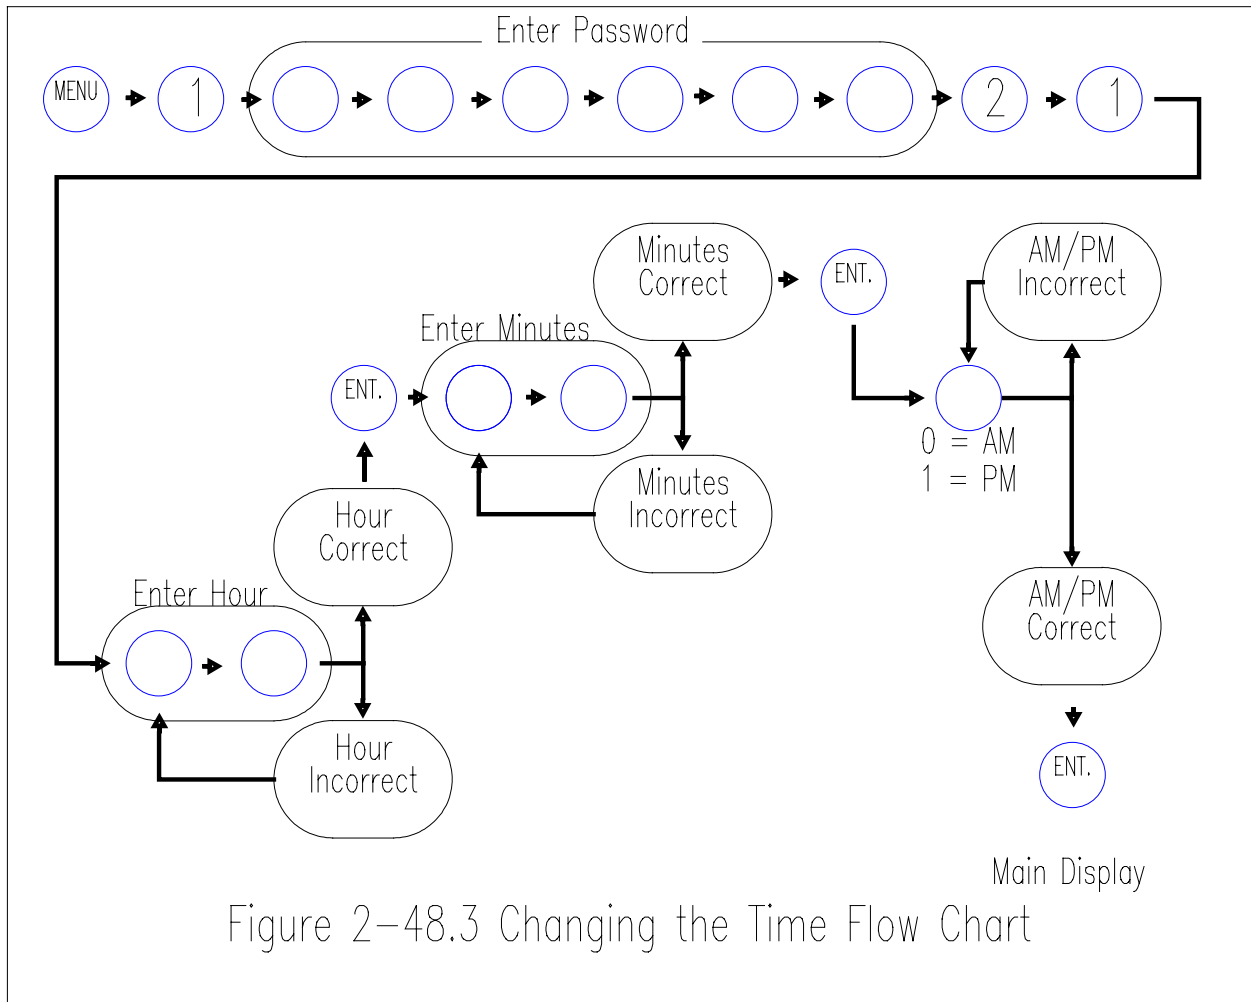 Enter Password
MENU
1
2
1
Minutes
Correct
ENT.
AM/PM
Incorrect
Enter Minutes
ENT.
0 = AM
1 = PM
Minutes
Incorrect
Hour
Correct
Enter Hour
AM/PM
Correct
Hour
Incorrect
ENT.
Main Display
Figure 2-48.3 Changing the Time Flow Chart